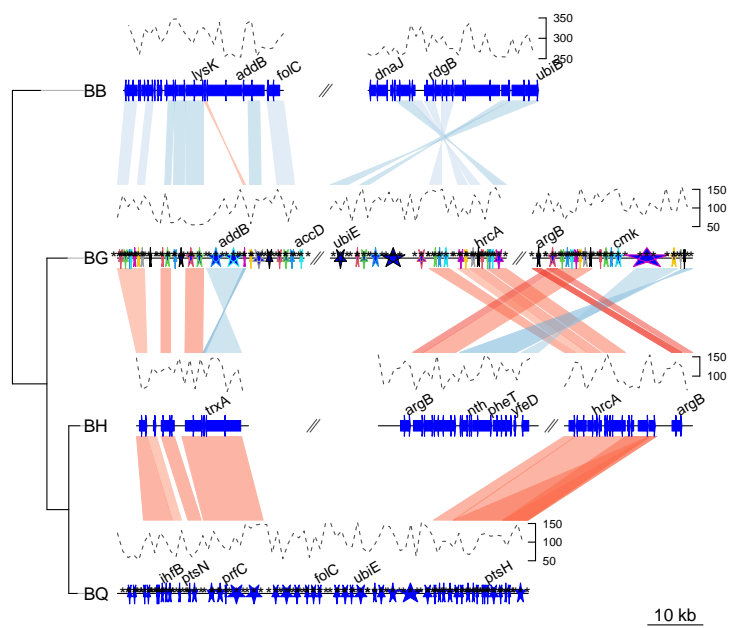 350
300
250
BB lysK addB folC // dnaJ rdgB ubiB
150
100
50
BG addB accD // ubiE hrcA // argB cmk
150
100
BH trxA // argB nth pheT yfeD // hrcA argB
150
100
50
BQ ihfB ptsN prfC folC ubiE ptsH
10 kb